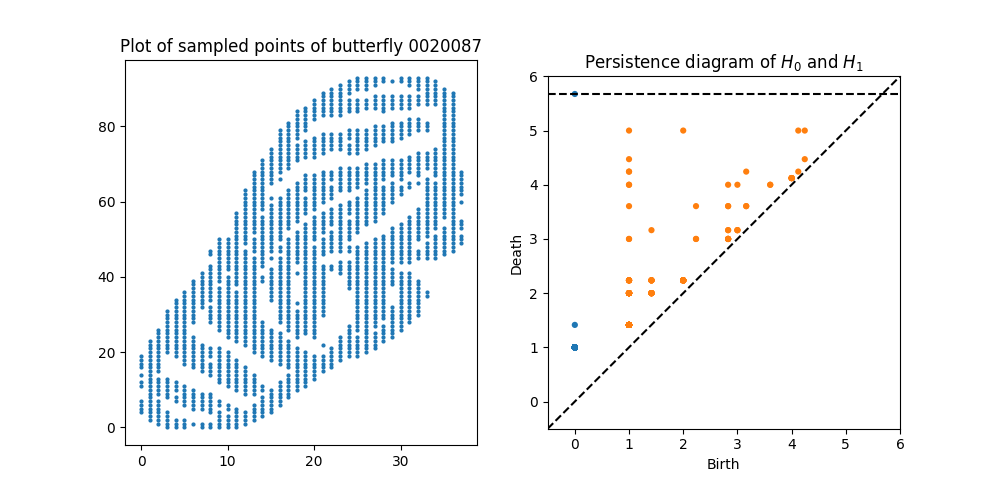 Plot of sampled points of butterfly 0020087
80
60
40
20
0
0 10 20 30
Persistence diagram of H₀ and H₁
6
5
4
3
2
1
0
Death
0 1 2 3 4 5 6
Birth